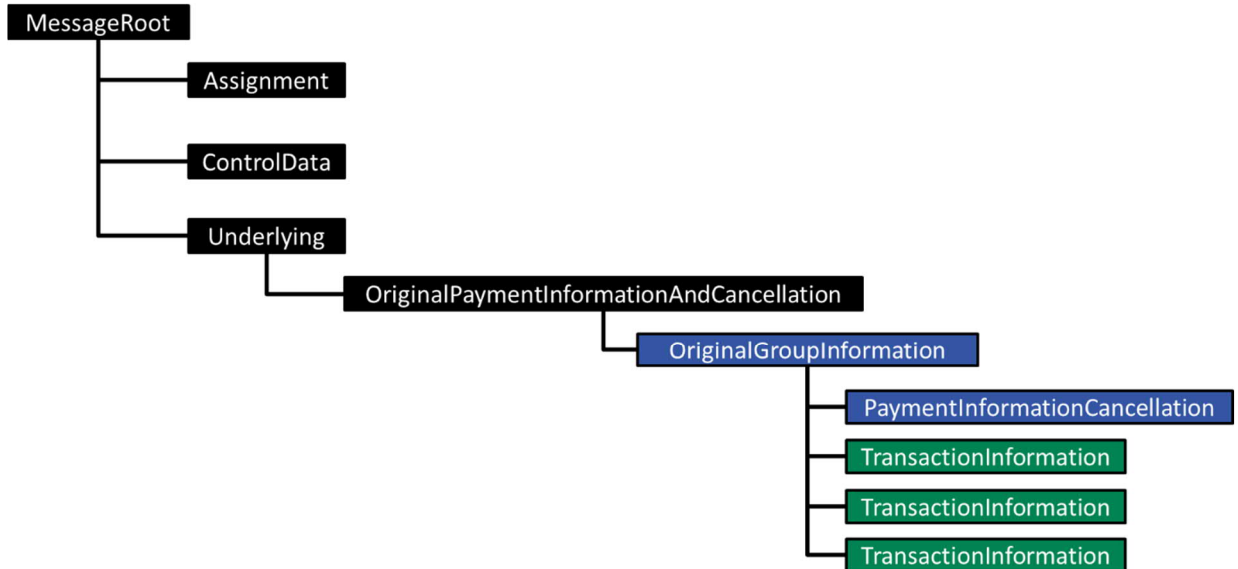 MessageRoot
Assignment
ControlData
Underlying
OriginalPaymentInformationAndCancellation
OriginalGroupInformation
PaymentInformationCancellation
TransactionInformation
TransactionInformation
TransactionInformation